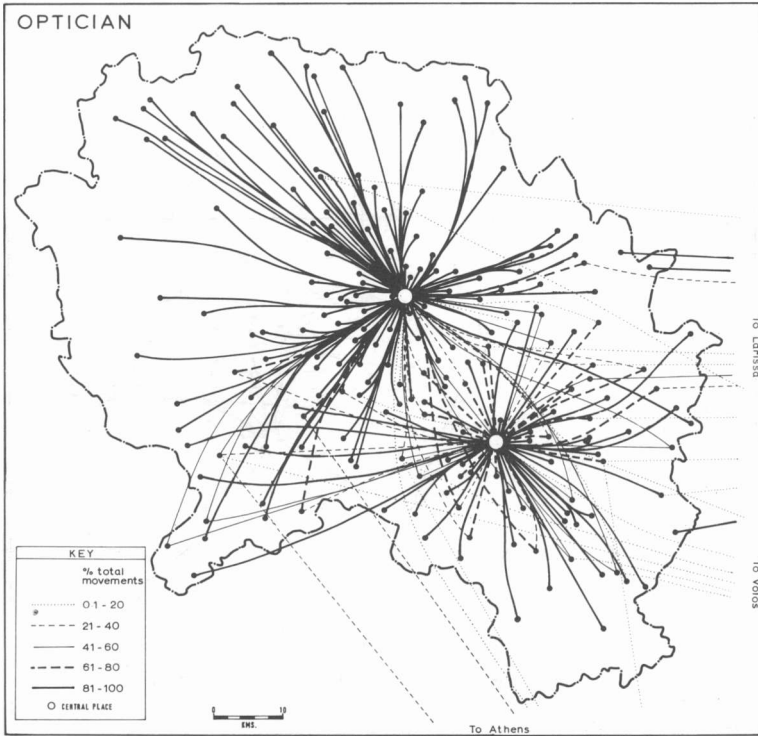 OPTICIAN
To Larissa
To Volos
KEY
% total
movements
0.1 - 20
21 - 40
41 - 60
61 - 80
81 - 100
CENTRAL PLACE
0 10
KMS.
To Athens